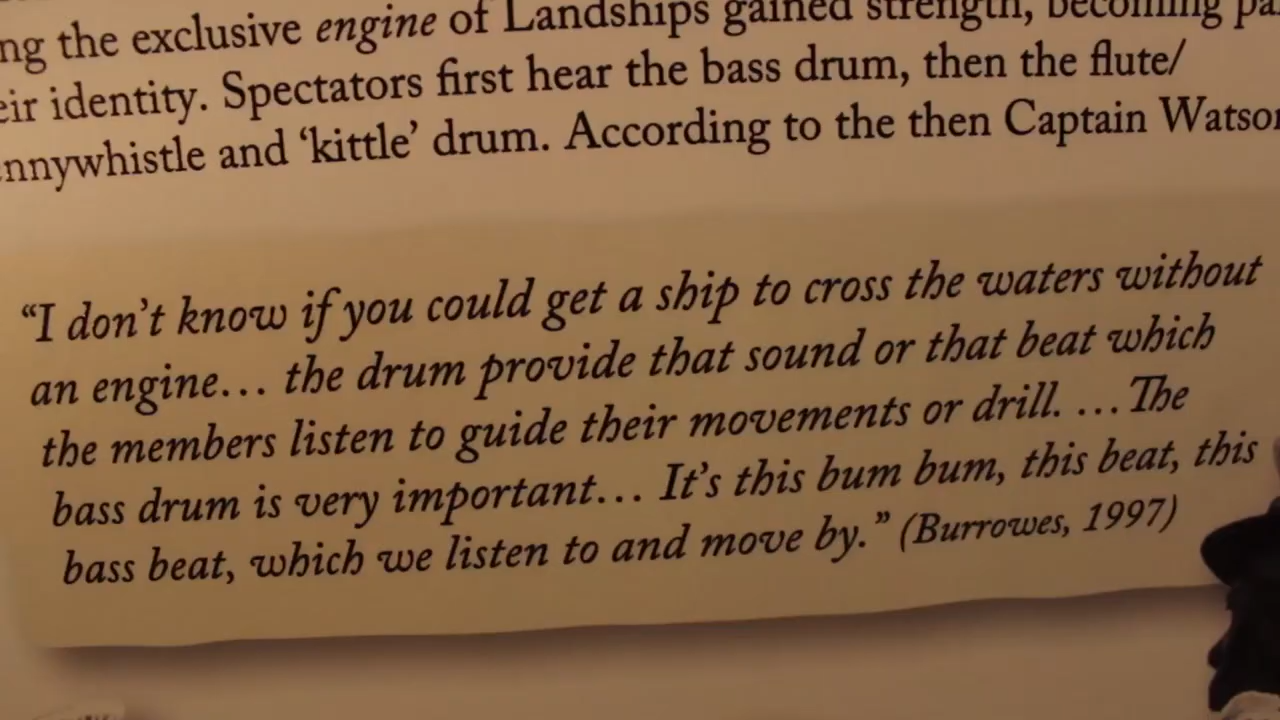 ng the exclusive engine of Landships gained strength, becoming pa
eir identity. Spectators first hear the bass drum, then the flute/
nnywhistle and ‘kittle’ drum. According to the then Captain Watson
“I don’t know if you could get a ship to cross the waters without
an engine… the drum provide that sound or that beat which
the members listen to guide their movements or drill. …The
bass drum is very important… It’s this bum bum, this beat, this
bass beat, which we listen to and move by.” (Burrowes, 1997)